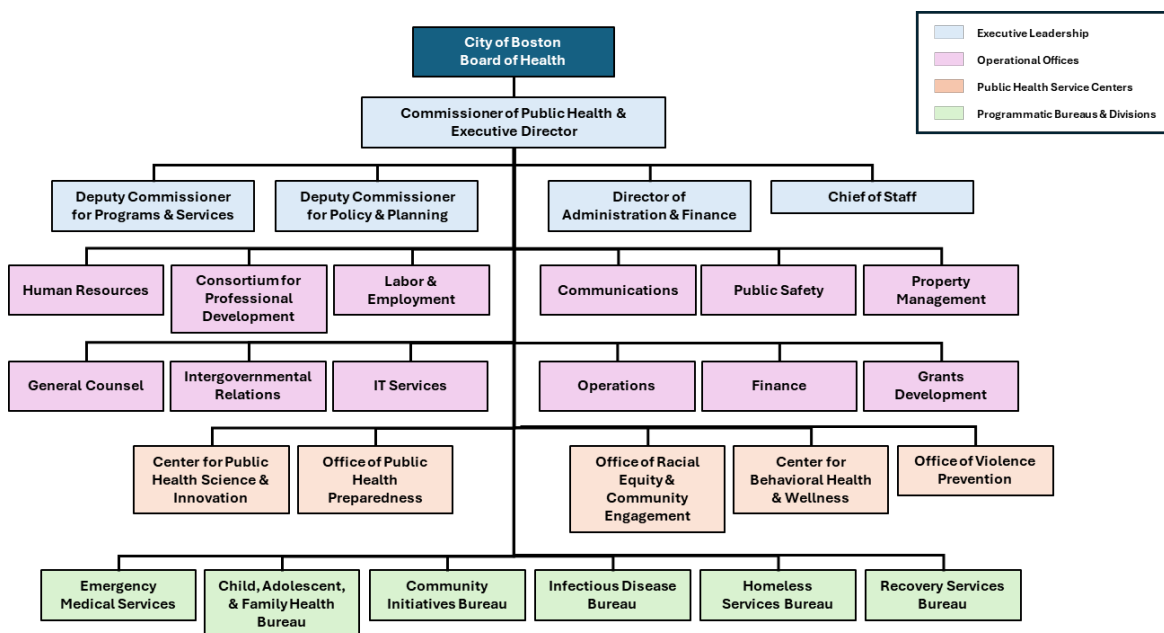 City of Boston
Board of Health
Executive Leadership
Operational Offices
Public Health Service Centers
Programmatic Bureaus & Divisions
Commissioner of Public Health &
Executive Director
Deputy Commissioner
for Programs & Services
Deputy Commissioner
for Policy & Planning
Director of
Administration & Finance
Chief of Staff
Human Resources
Consortium for
Professional
Development
Labor &
Employment
Communications
Public Safety
Property
Management
General Counsel
Intergovernmental
Relations
IT Services
Operations
Finance
Grants
Development
Center for Public
Health Science &
Innovation
Office of Public
Health
Preparedness
Office of Racial
Equity &
Community
Engagement
Center for
Behavioral Health
& Wellness
Office of Violence
Prevention
Emergency
Medical Services
Child, Adolescent,
& Family Health
Bureau
Community
Initiatives Bureau
Infectious Disease
Bureau
Homeless
Services Bureau
Recovery Services
Bureau